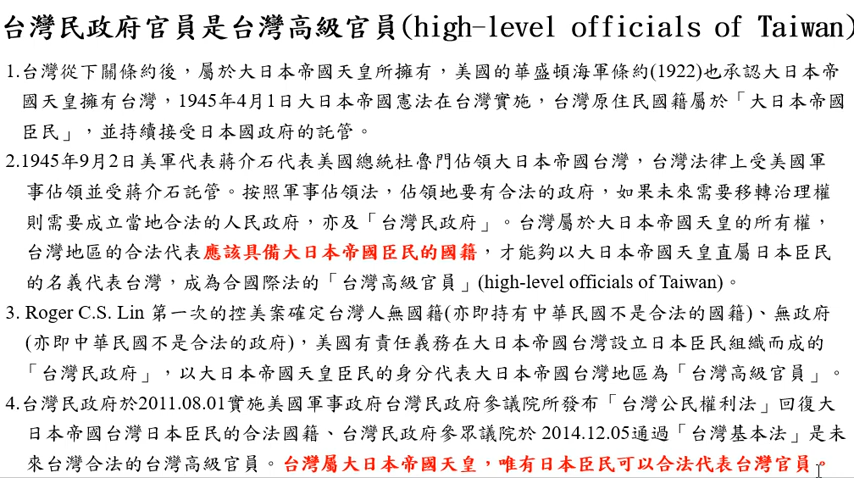 台灣民政府官員是台灣高級官員(high-level officials of Taiwan)
1.台灣從下關條約後，屬於大日本帝國天皇所擁有，美國的華盛頓海軍條約(1922)也承認大日本帝
國天皇擁有台灣，1945年4月1日大日本帝國憲法在台灣實施，台灣原住民國籍屬於「大日本帝國
臣民」，並持續接受日本國政府的託管。
2.1945年9月2日美軍代表蔣介石代表美國總統杜魯門佔領大日本帝國台灣，台灣法律上受美國軍
事佔領並受蔣介石託管。按照軍事佔領法，佔領地要有合法的政府，如果未來需要移轉治理權
則需要成立當地合法的人民政府，亦及「台灣民政府」。台灣屬於大日本帝國天皇的所有權，
台灣地區的合法代表應該具備大日本帝國臣民的國籍，才能夠以大日本帝國天皇直屬日本臣民
的名義代表台灣，成為合國際法的「台灣高級官員」(high-level officials of Taiwan)。
3. Roger C.S. Lin 第一次的控美案確定台灣人無國籍(亦即持有中華民國不是合法的國籍)、無政府
(亦即中華民國不是合法的政府)，美國有責任義務在大日本帝國台灣設立日本臣民組織而成的
「台灣民政府」，以大日本帝國天皇臣民的身分代表大日本帝國台灣地區為「台灣高級官員」。
4.台灣民政府於2011.08.01實施美國軍事政府台灣民政府參議院所發布「台灣公民權利法」回復大
日本帝國台灣日本臣民的合法國籍、台灣民政府參眾議院於 2014.12.05通過「台灣基本法」是未
來台灣合法的台灣高級官員。台灣屬大日本帝國天皇，唯有日本臣民可以合法代表台灣官員。